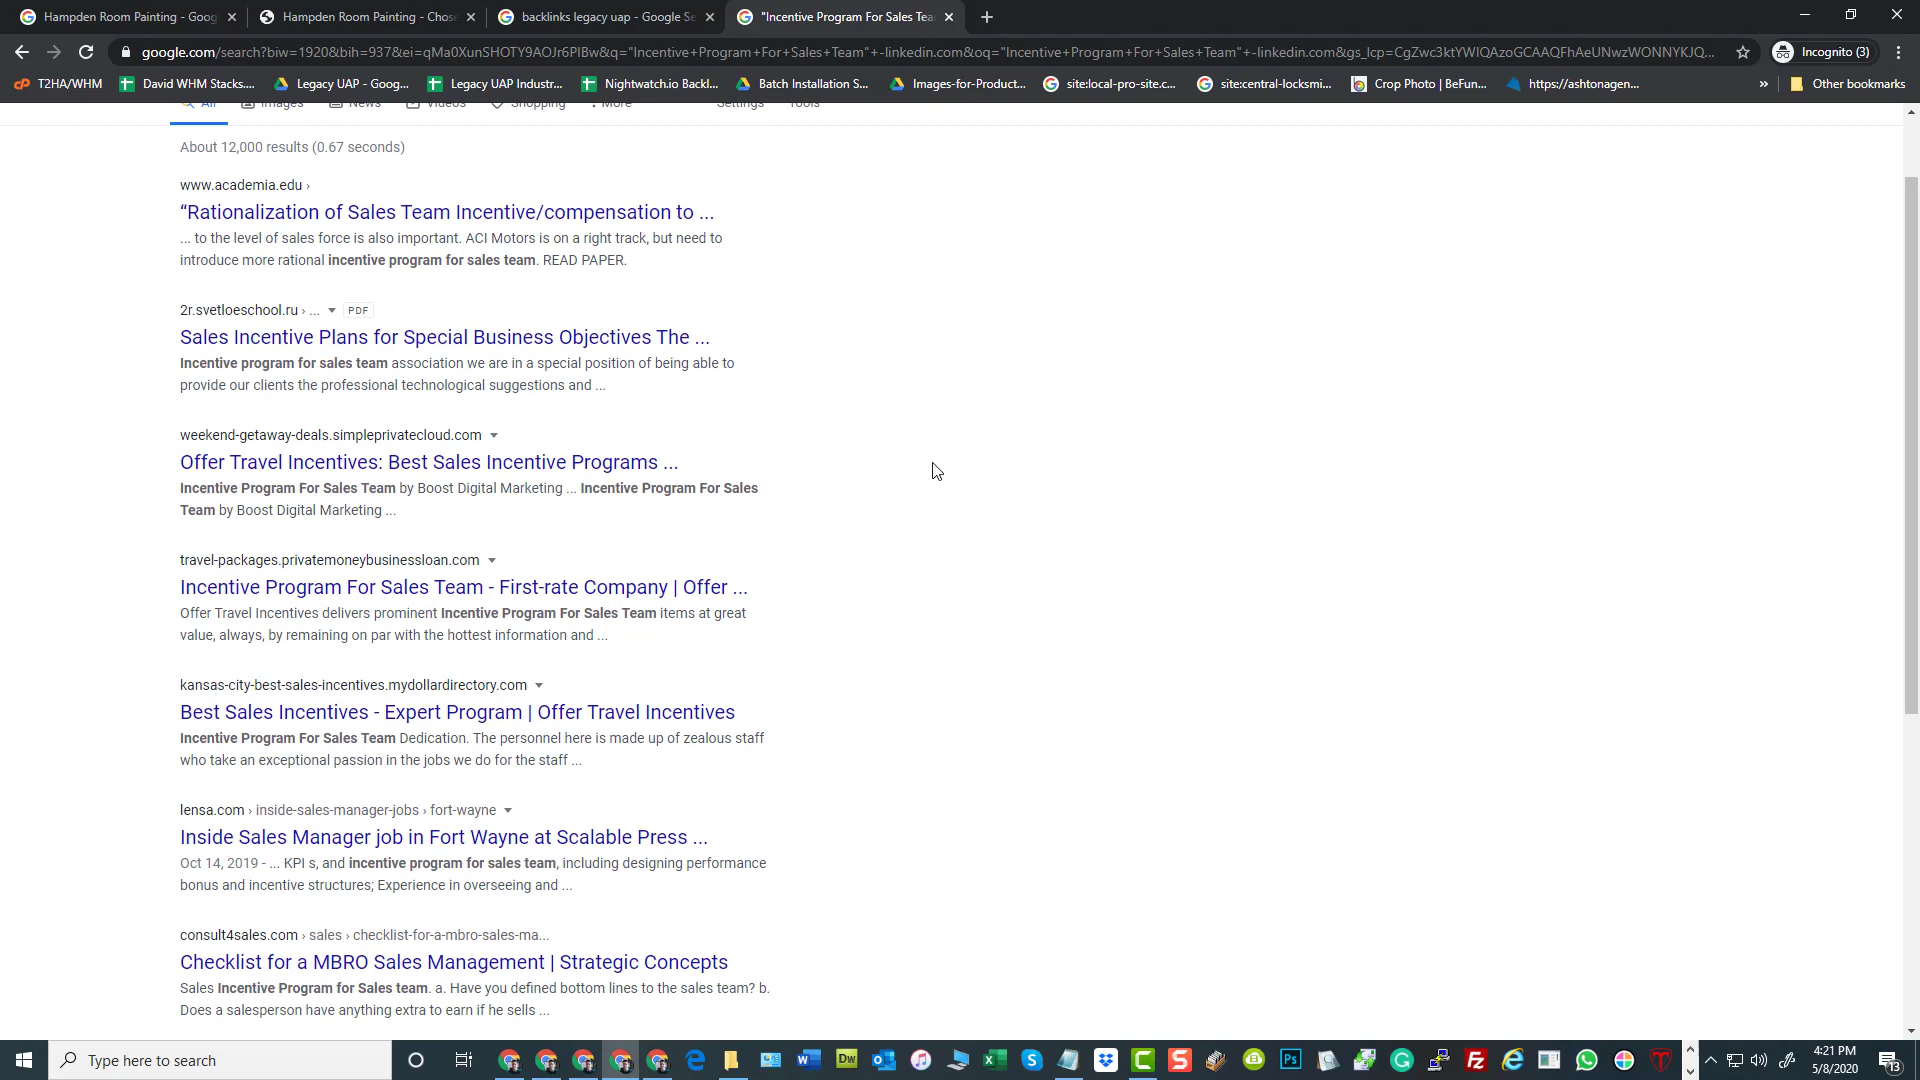 Hampden Room Painting - Goog
Hampden Room Painting - Chose
backlinks legacy uap - Google Se
"Incentive Program For Sales Tea
google.com/search?biw=1920&bih=937&ei=qMa0XunSHOTY9AOJr6PIBw&q="Incentive+Program+For+Sales+Team"+-linkedin.com&oq="Incentive+Program+For+Sales+Team"+-linkedin.com&gs_lcp=CgZwc3ktYWIQAzoGCAAQFhAeUNwzWONNYKJQ...
Incognito (3)
T2HA/WHM
David WHM Stacks....
Legacy UAP - Goog...
Legacy UAP Industr...
Nightwatch.io Backl...
Batch Installation S...
Images-for-Product...
site:local-pro-site.c...
site:central-locksmi...
Crop Photo | BeFun...
https://ashtonagen...
»
Other bookmarks
All
Images
News
Videos
Shopping
More
Settings
Tools
About 12,000 results (0.67 seconds)
www.academia.edu ›
“Rationalization of Sales Team Incentive/compensation to ...
... to the level of sales force is also important. ACI Motors is on a right track, but need to
introduce more rational incentive program for sales team. READ PAPER.
2r.svetloeschool.ru › ... PDF
Sales Incentive Plans for Special Business Objectives The ...
Incentive program for sales team association we are in a special position of being able to
provide our clients the professional technological suggestions and ...
weekend-getaway-deals.simpleprivatecloud.com
Offer Travel Incentives: Best Sales Incentive Programs ...
Incentive Program For Sales Team by Boost Digital Marketing ... Incentive Program For Sales
Team by Boost Digital Marketing ...
travel-packages.privatemoneybusinessloan.com
Incentive Program For Sales Team - First-rate Company | Offer ...
Offer Travel Incentives delivers prominent Incentive Program For Sales Team items at great
value, always, by remaining on par with the hottest information and ...
kansas-city-best-sales-incentives.mydollardirectory.com
Best Sales Incentives - Expert Program | Offer Travel Incentives
Incentive Program For Sales Team Dedication. The personnel here is made up of zealous staff
who take an exceptional passion in the jobs we do for the staff ...
lensa.com › inside-sales-manager-jobs › fort-wayne
Inside Sales Manager job in Fort Wayne at Scalable Press ...
Oct 14, 2019 - ... KPI s, and incentive program for sales team, including designing performance
bonus and incentive structures; Experience in overseeing and ...
consult4sales.com › sales › checklist-for-a-mbro-sales-ma...
Checklist for a MBRO Sales Management | Strategic Concepts
Sales Incentive Program for Sales team. a. Have you defined bottom lines to the sales team? b.
Does a salesperson have anything extra to earn if he sells ...
Type here to search
4:21 PM
5/8/2020
13